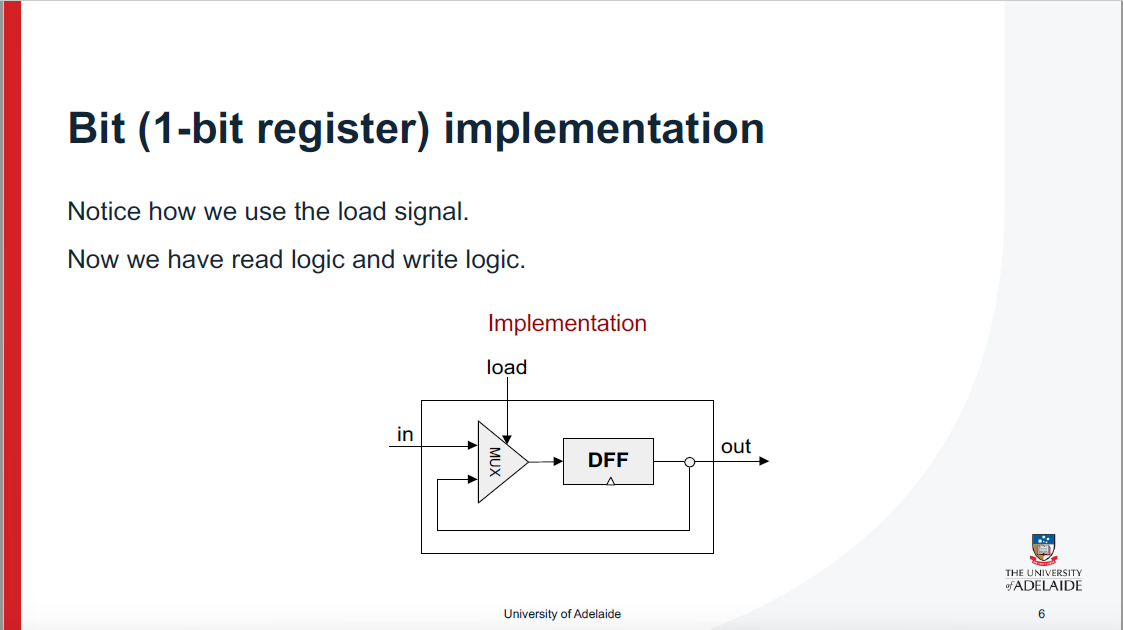 Bit (1-bit register) implementation
Notice how we use the load signal.
Now we have read logic and write logic.
Implementation
load
in
MUX
DFF
out
THE UNIVERSITY
of ADELAIDE
University of Adelaide
6